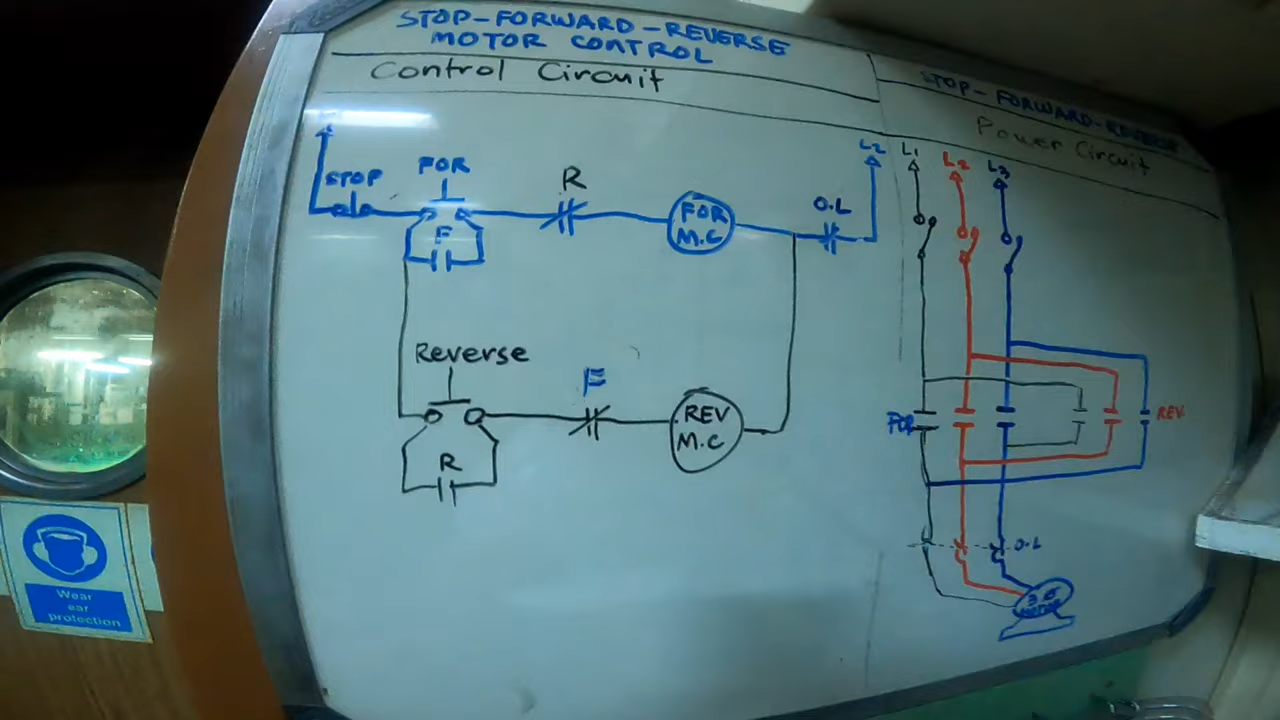 STOP-FORWARD-REVERSE
MOTOR CONTROL
Control Circuit
STOP
FOR
F
R
FOR
M.C
O.L
L2
Reverse
R
F
REV
M.C
STOP-FORWARD-REVERSE
Power Circuit
L1
L2
L3
FOR
REV
O.L
3 Ø
Wear
ear
protection